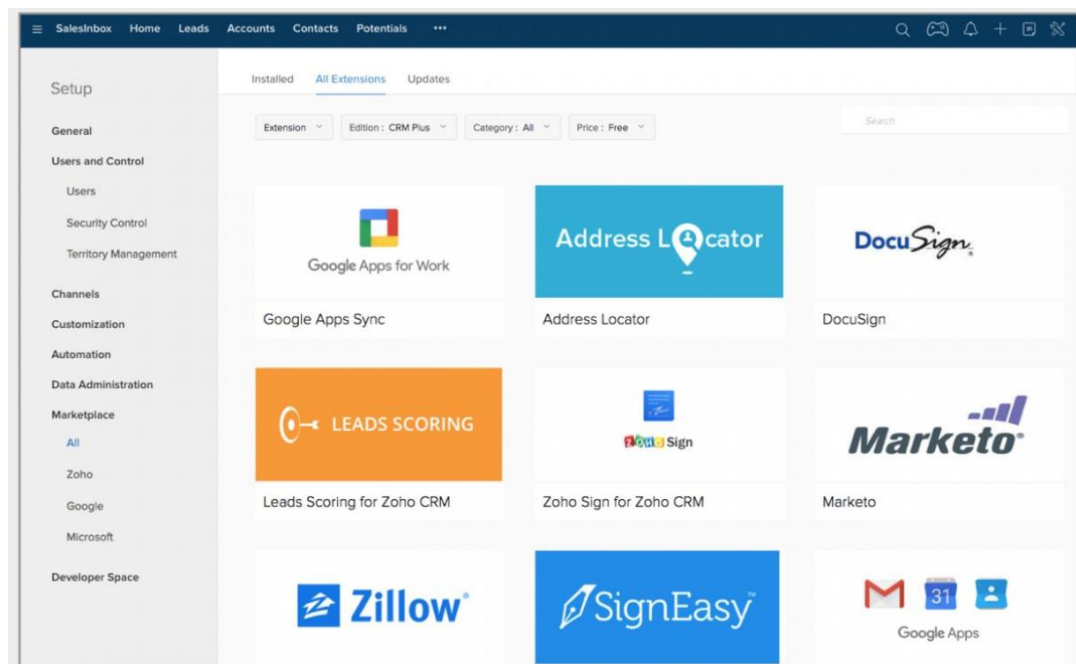 SalesInbox Home Leads Accounts Contacts Potentials •••
Setup
General
Users and Control
Users
Security Control
Territory Management
Channels
Customization
Automation
Data Administration
Marketplace
All
Zoho
Google
Microsoft
Developer Space
Installed All Extensions Updates
Extension Edition : CRM Plus Category : All Price : Free Search
Google Apps for Work
Google Apps Sync
Address Locator
Address Locator
DocuSign
DocuSign
LEADS SCORING
Leads Scoring for Zoho CRM
ZOHO Sign
Zoho Sign for Zoho CRM
Marketo
Marketo
Zillow
SignEasy
31
Google Apps